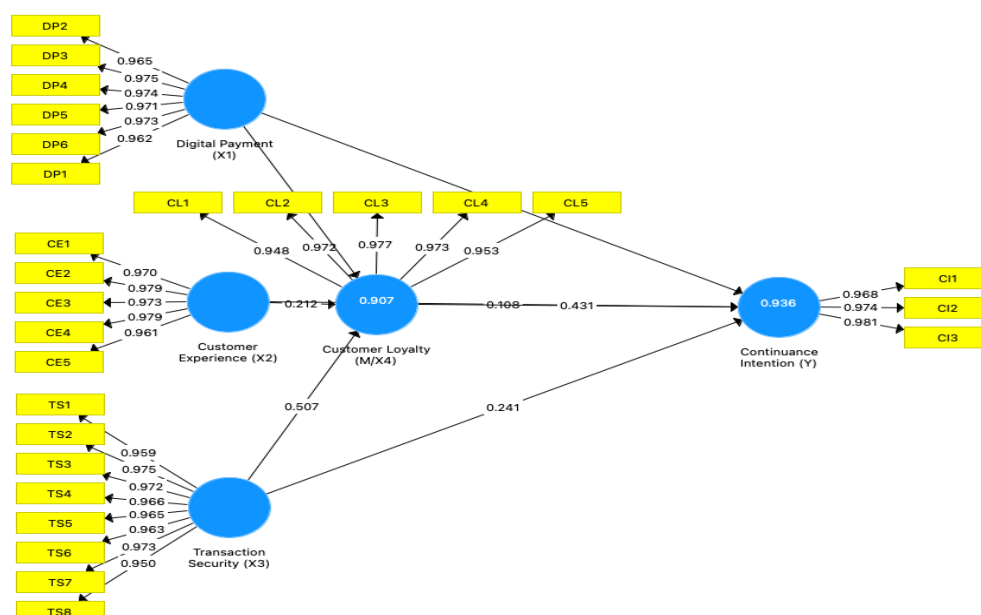 DP2
DP3
DP4
DP5
DP6
DP1
0.965
0.975
0.974
0.971
0.973
0.962
Digital Payment
(X1)
CL1
CL2
CL3
CL4
CL5
0.948
0.972
0.977
0.973
0.953
CE1
CE2
CE3
CE4
CE5
0.970
0.979
0.973
0.979
0.961
Customer
Experience (X2)
0.212
0.907
Customer Loyalty
(M/X4)
0.108
0.431
0.936
Continuance
Intention (Y)
0.968
0.974
0.981
CI1
CI2
CI3
0.507
0.241
TS1
TS2
TS3
TS4
TS5
TS6
TS7
TS8
0.959
0.975
0.972
0.966
0.965
0.963
0.973
0.950
Transaction
Security (X3)